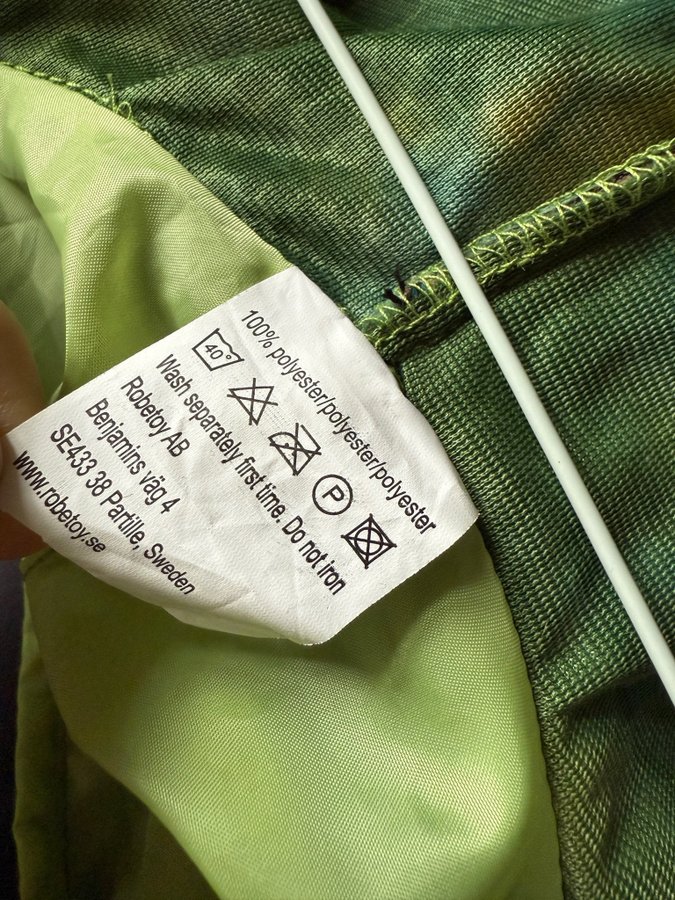 100% polyester/polyester/polyester
40° P
Wash separately first time. Do not iron
Robetoy AB
Benjamins väg 4
SE433 38 Partille, Sweden
www.robetoy.se